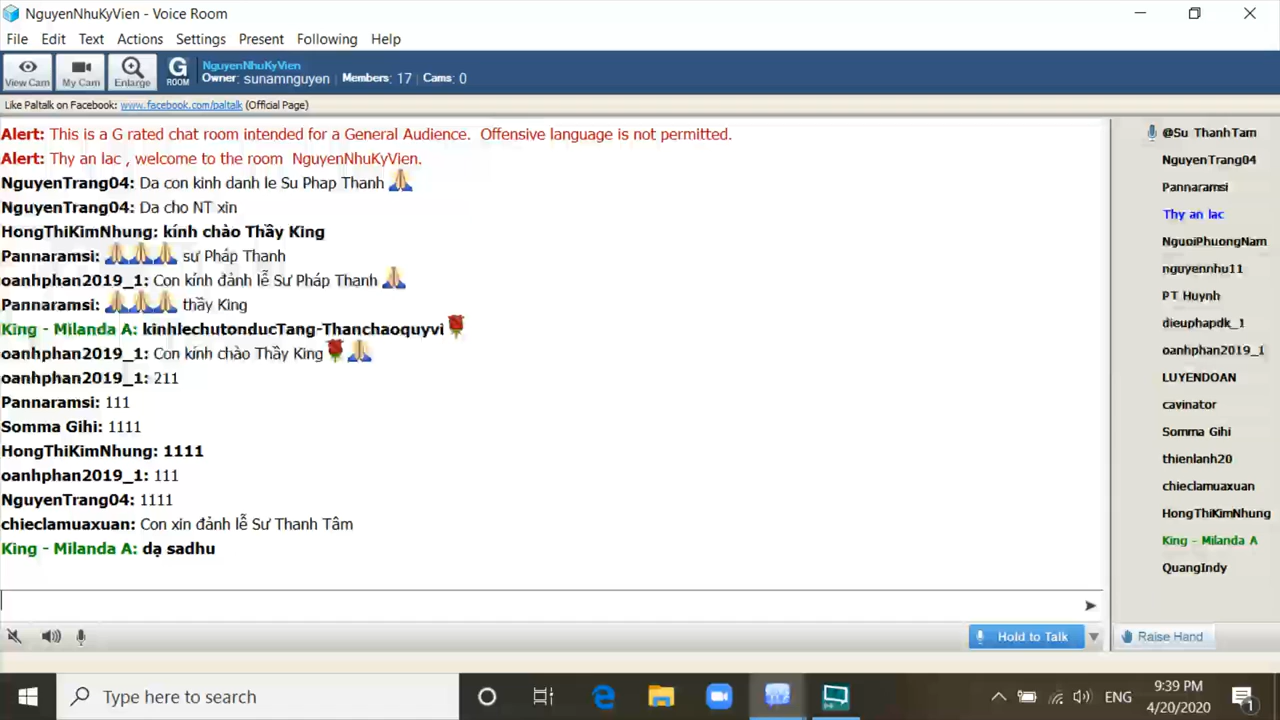 NguyenNhuKyVien - Voice Room
File Edit Text Actions Settings Present Following Help
View Cam My Cam Enlarge G ROOM NguyenNhuKyVien
Owner: sunamnguyen Members: 17 Cams: 0
Like Paltalk on Facebook: www.facebook.com/paltalk (Official Page)
Alert: This is a G rated chat room intended for a General Audience. Offensive language is not permitted.
Alert: Thy an lac , welcome to the room NguyenNhuKyVien.
NguyenTrang04: Da con kinh danh le Su Phap Thanh
NguyenTrang04: Da cho NT xin
HongThiKimNhung: kính chào Thầy King
Pannaramsi: sư Pháp Thanh
oanhphan2019_1: Con kính đảnh lễ Sư Pháp Thanh
Pannaramsi: thầy King
King - Milanda A: kinhlechutonducTang-Thanchaoquyvi
oanhphan2019_1: Con kính chào Thầy King
oanhphan2019_1: 211
Pannaramsi: 111
Somma Gihi: 1111
HongThiKimNhung: 1111
oanhphan2019_1: 111
NguyenTrang04: 1111
chieclamuaxuan: Con xin đảnh lễ Sư Thanh Tâm
King - Milanda A: dạ sadhu
@Su ThanhTam
NguyenTrang04
Pannaramsi
Thy an lac
NguoiPhuongNam
nguyennhu11
PT Huynh
dieuphapdk_1
oanhphan2019_1
LUYENDOAN
cavinator
Somma Gihi
thienlanh20
chieclamuaxuan
HongThiKimNhung
King - Milanda A
QuangIndy
Hold to Talk Raise Hand
Type here to search
ENG
9:39 PM
4/20/2020
1